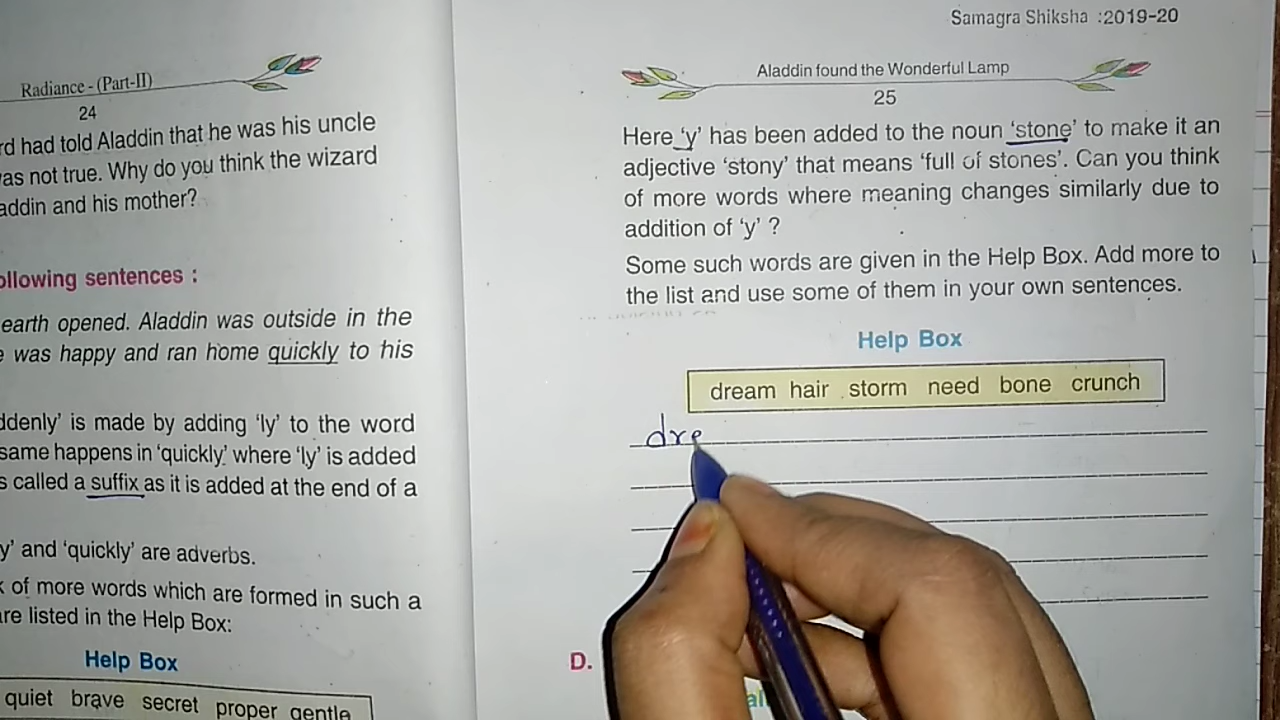 Radiance - (Part-II)
24
rd had told Aladdin that he was his uncle
as not true. Why do you think the wizard
addin and his mother?
ollowing sentences :
earth opened. Aladdin was outside in the
was happy and ran home quickly to his
ddenly' is made by adding 'ly' to the word
same happens in 'quickly' where 'ly' is added
s called a suffix as it is added at the end of a
y' and 'quickly' are adverbs.
of more words which are formed in such a
are listed in the Help Box:
Help Box
quiet brave secret proper gentle
Samagra Shiksha :2019-20
Aladdin found the Wonderful Lamp
25
Here 'y' has been added to the noun 'stone' to make it an
adjective 'stony' that means 'full of stones'. Can you think
of more words where meaning changes similarly due to
addition of 'y' ?
Some such words are given in the Help Box. Add more to
the list and use some of them in your own sentences.
Help Box
dream hair storm need bone crunch
dre
D.